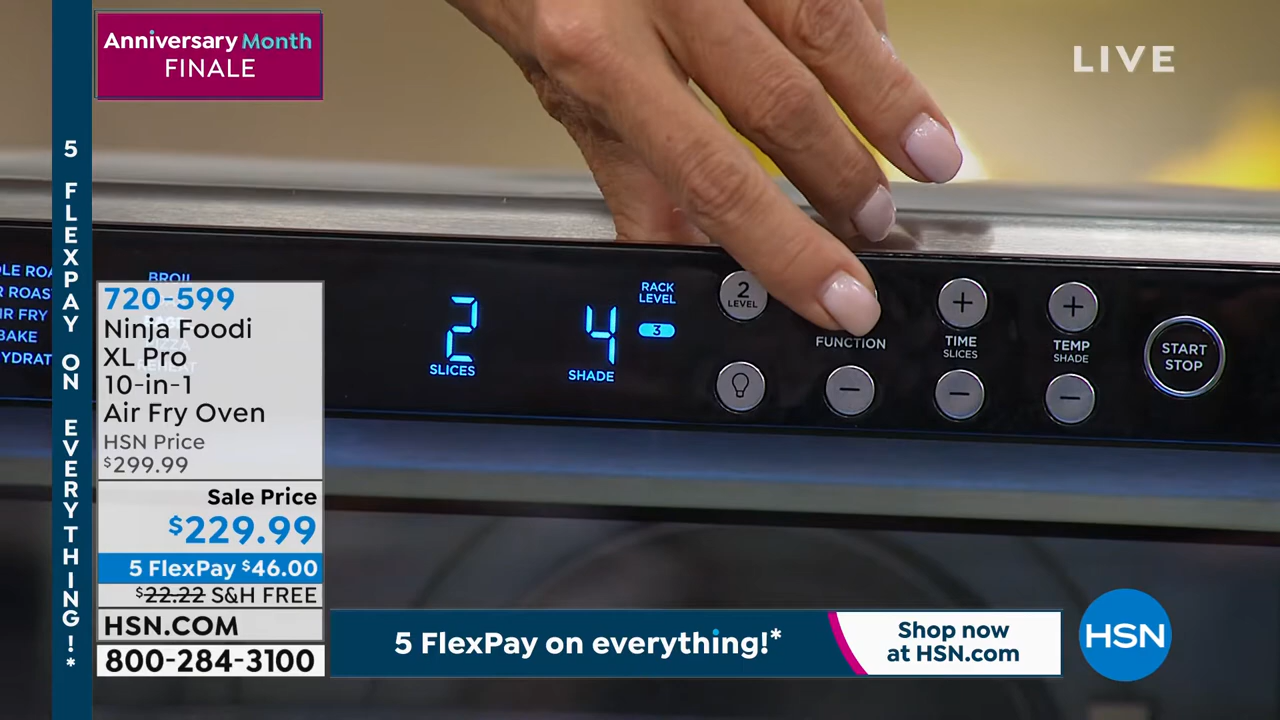 Anniversary Month
FINALE
LIVE
5 FLEXPAY ON EVERYTHING!*
BROIL
AIR FRY
BAKE
720-599
Ninja Foodi
XL Pro
10-in-1
Air Fry Oven
HSN Price
$299.99
Sale Price
$229.99
5 FlexPay $46.00
$22.22 S&H FREE
HSN.COM
800-284-3100
2
SLICES
4
SHADE
RACK
LEVEL
3
2
LEVEL
FUNCTION
TIME
SLICES
TEMP
SHADE
START
STOP
5 FlexPay on everything!*
Shop now
at HSN.com
HSN